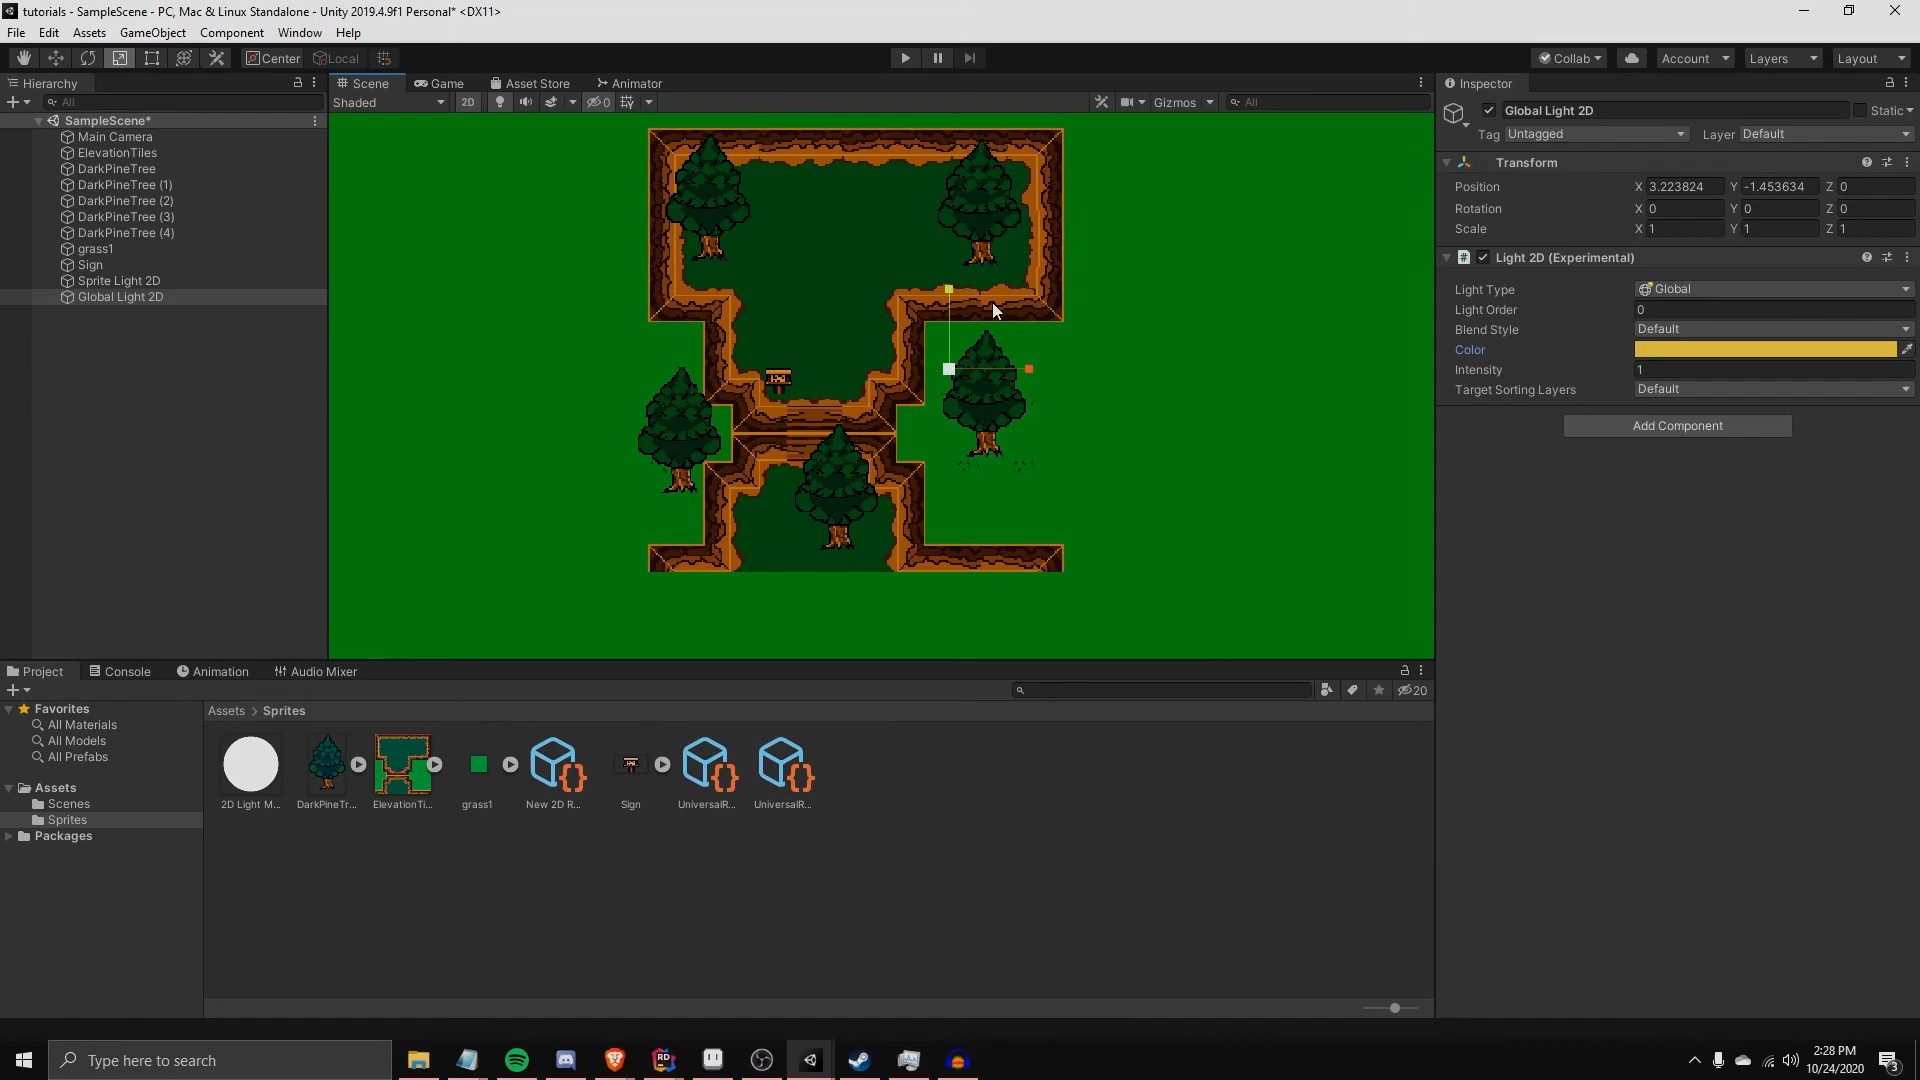 tutorials - SampleScene - PC, Mac & Linux Standalone - Unity 2019.4.9f1 Personal* <DX11>
File Edit Assets GameObject Component Window Help
Center Local Collab Account Layers Layout
Hierarchy
All
SampleScene*
Main Camera
ElevationTiles
DarkPineTree
DarkPineTree (1)
DarkPineTree (2)
DarkPineTree (3)
DarkPineTree (4)
grass1
Sign
Sprite Light 2D
Global Light 2D
Scene Game Asset Store Animator
Shaded 2D 0 Gizmos All
Inspector
Global Light 2D Static
Tag Untagged Layer Default
Transform
Position X 3.223824 Y -1.453634 Z 0
Rotation X 0 Y 0 Z 0
Scale X 1 Y 1 Z 1
Light 2D (Experimental)
Light Type Global
Light Order 0
Blend Style Default
Color
Intensity 1
Target Sorting Layers Default
Add Component
Project Console Animation Audio Mixer
20
Favorites
All Materials
All Models
All Prefabs
Assets
Scenes
Sprites
Packages
Assets > Sprites
2D Light M... DarkPineTr... ElevationTi... grass1 New 2D R... Sign UniversalR... UniversalR...
Type here to search
RD
2:28 PM
10/24/2020
3